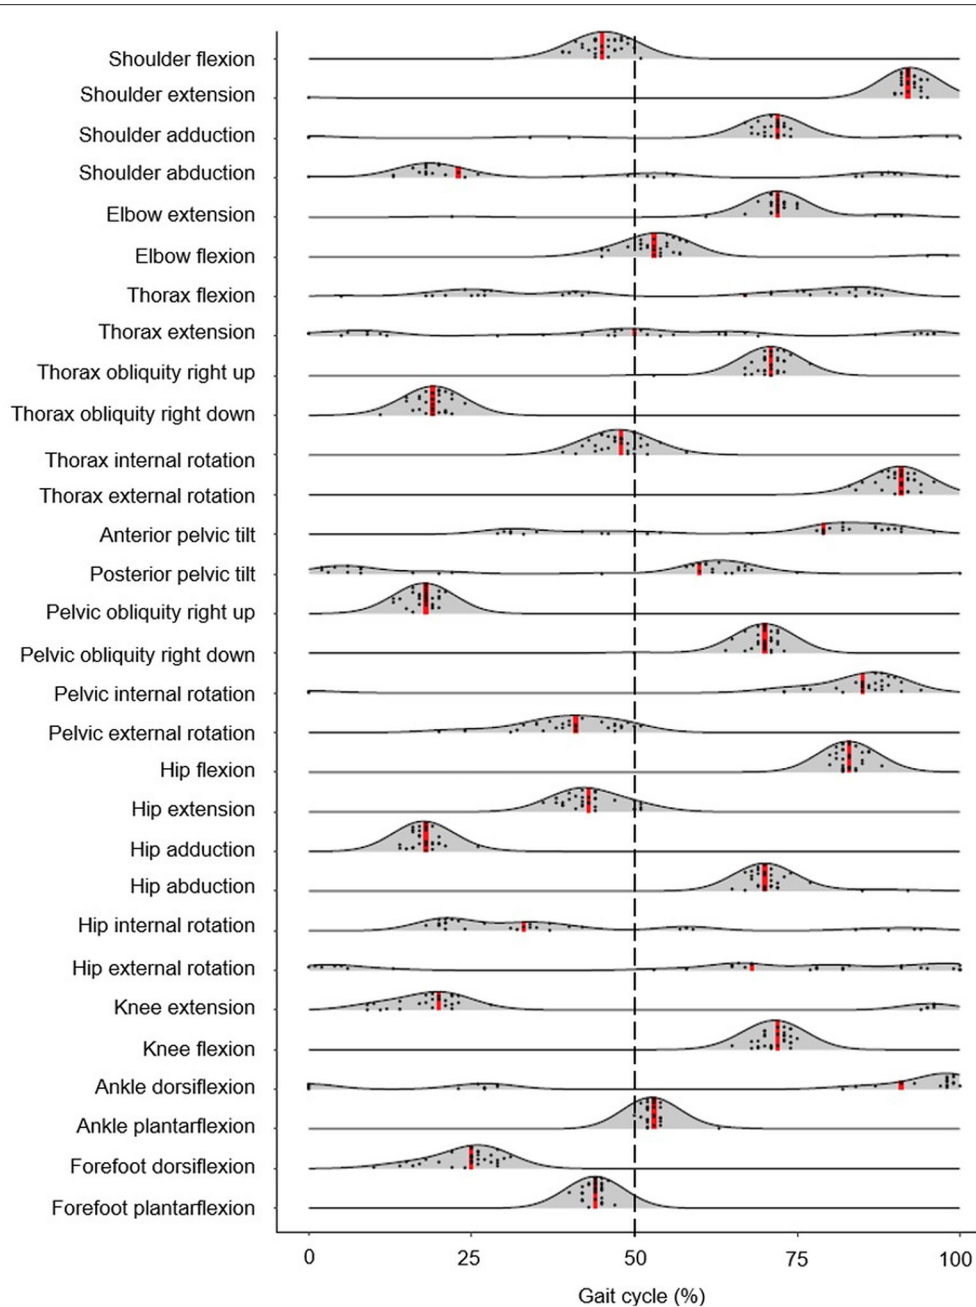 Shoulder flexion
Shoulder extension
Shoulder adduction
Shoulder abduction
Elbow extension
Elbow flexion
Thorax flexion
Thorax extension
Thorax obliquity right up
Thorax obliquity right down
Thorax internal rotation
Thorax external rotation
Anterior pelvic tilt
Posterior pelvic tilt
Pelvic obliquity right up
Pelvic obliquity right down
Pelvic internal rotation
Pelvic external rotation
Hip flexion
Hip extension
Hip adduction
Hip abduction
Hip internal rotation
Hip external rotation
Knee extension
Knee flexion
Ankle dorsiflexion
Ankle plantarflexion
Forefoot dorsiflexion
Forefoot plantarflexion
0 25 50 75 100
Gait cycle (%)